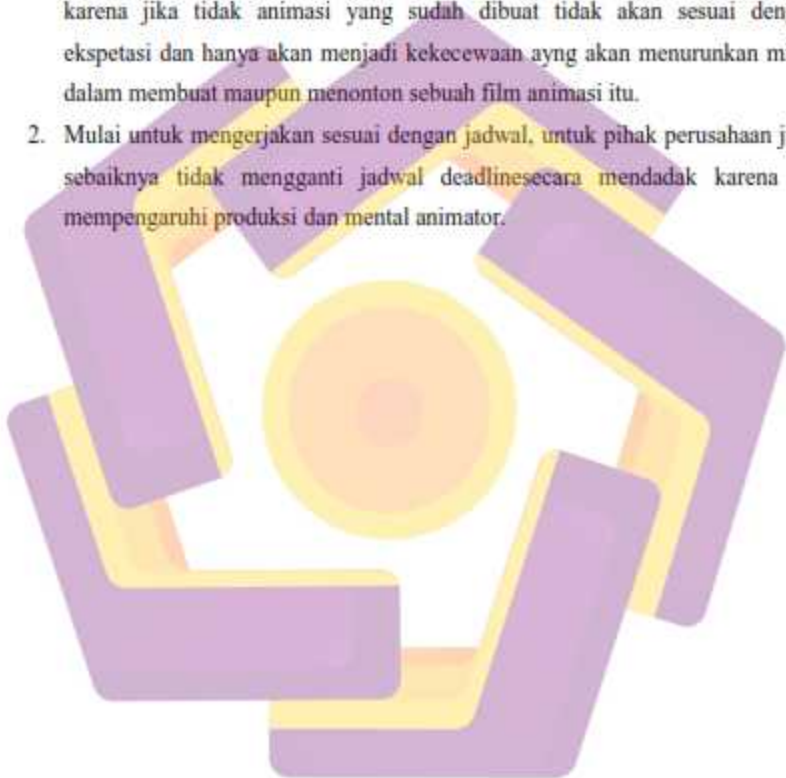 karena jika tidak animasi yang sudah dibuat tidak akan sesuai den
ekspetasi dan hanya akan menjadi kekecewaan ayng akan menurunkan m
dalam membuat maupun menonton sebuah film animasi itu.
2. Mulai untuk mengerjakan sesuai dengan jadwal, untuk pihak perusahaan j
sebaiknya tidak mengganti jadwal deadlinesecara mendadak karena
mempengaruhi produksi dan mental animator.